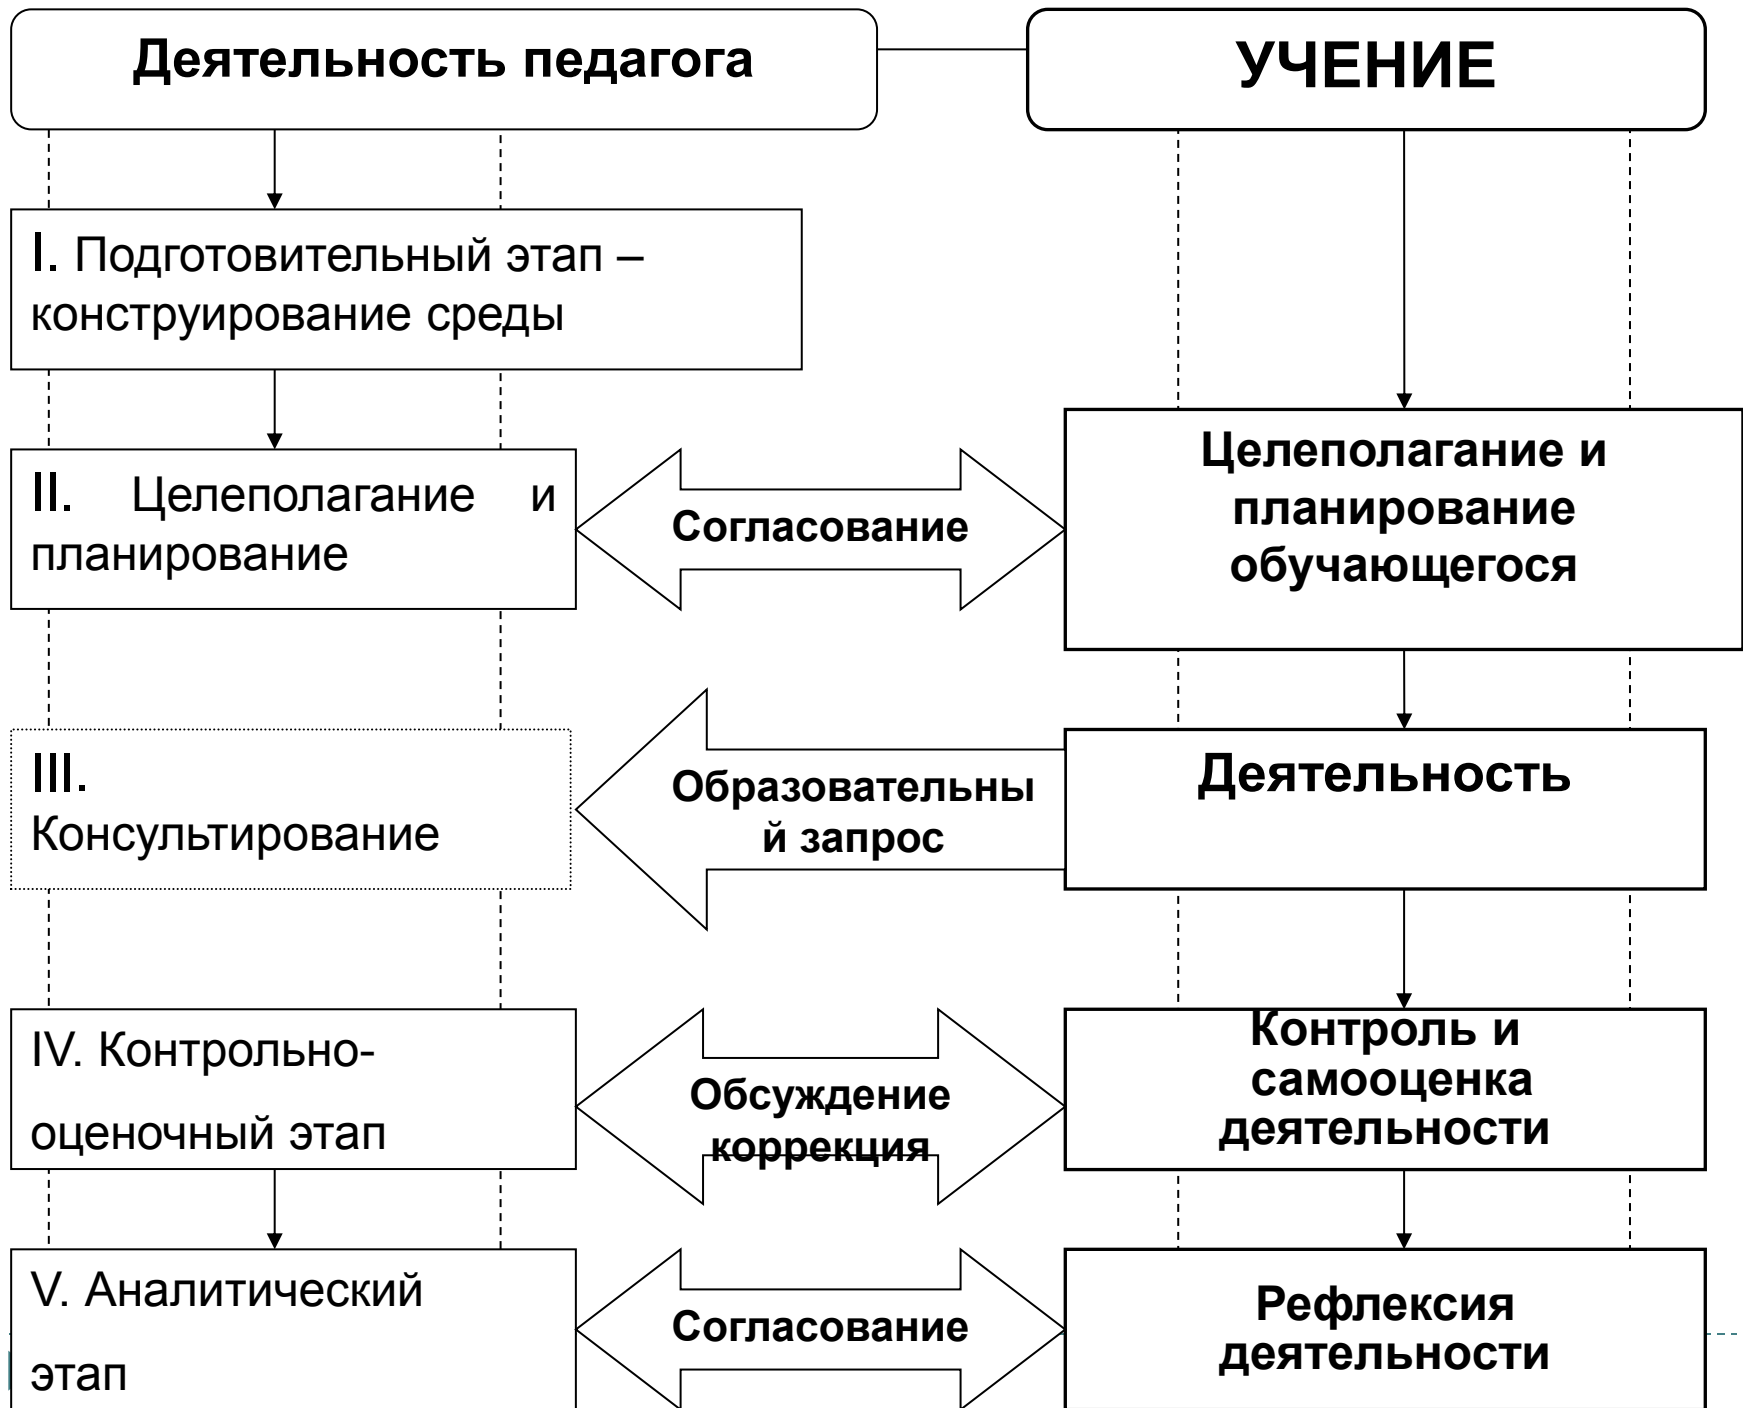 Деятельность педагога
УЧЕНИЕ
I. Подготовительный этап –
конструирование среды
II. Целеполагание и
планирование
Согласование
Целеполагание и
планирование
обучающегося
III.
Консультирование
Образовательны
й запрос
Деятельность
IV. Контрольно-
оценочный этап
Обсуждение
коррекция
Контроль и
самооценка
деятельности
V. Аналитический
этап
Согласование
Рефлексия
деятельности